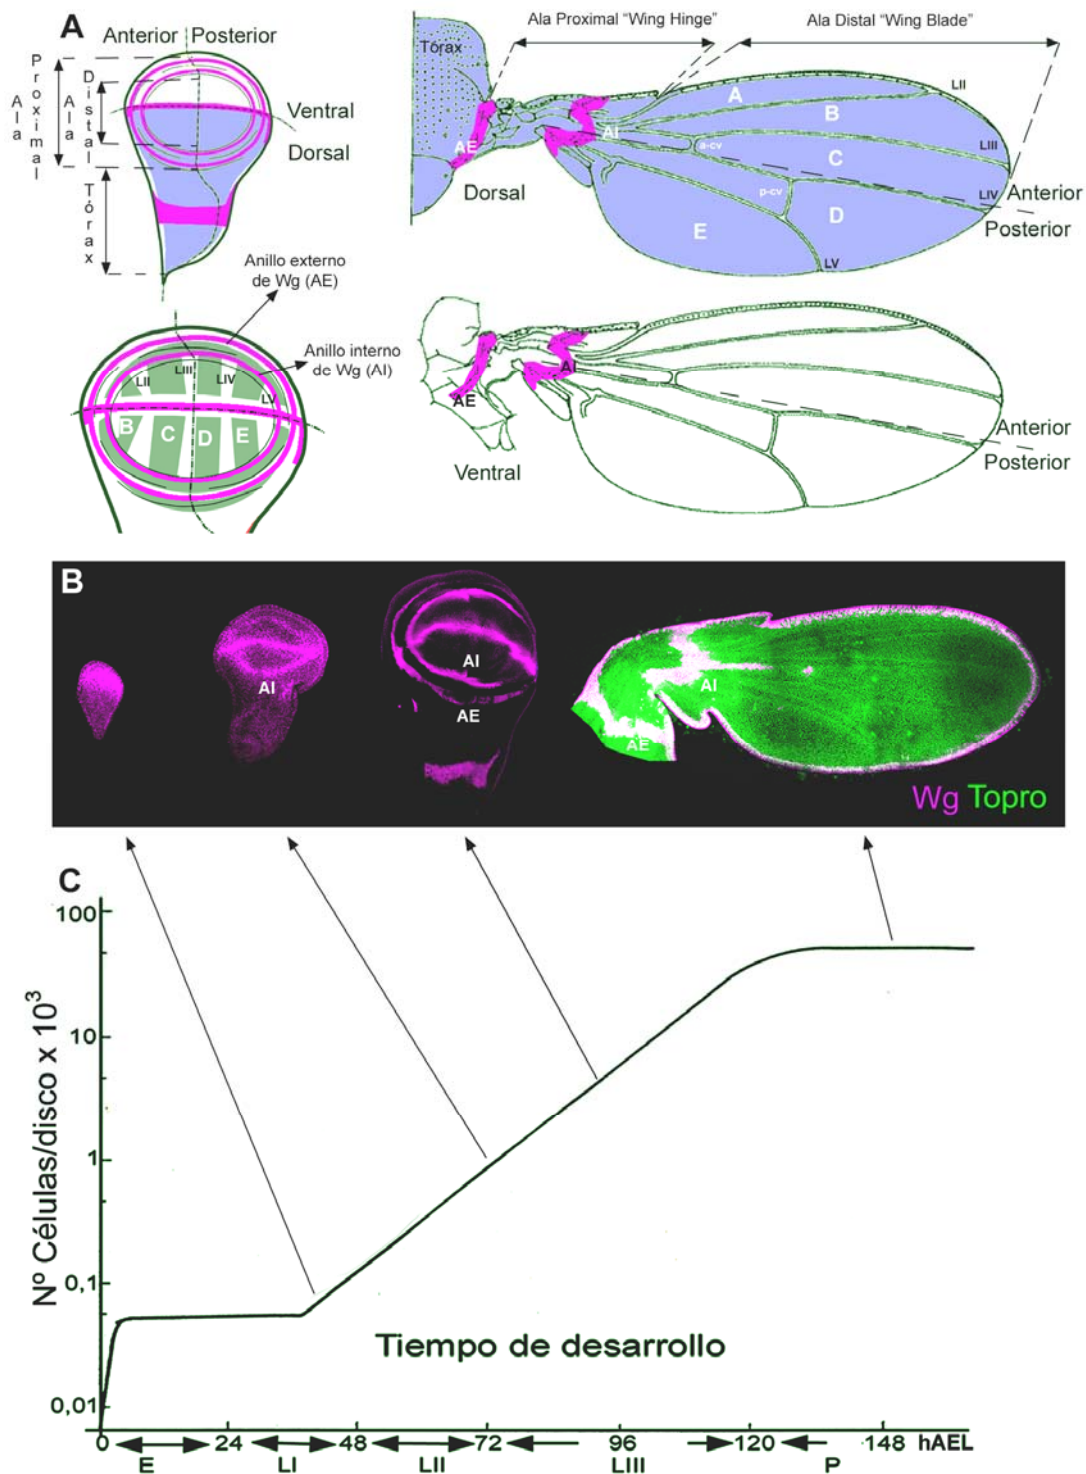 A
Anterior
Posterior
Proximal
Ala
Distal
Ala
Ventral
Dorsal
Tórax
Ala Proximal “Wing Hinge”
Ala Distal “Wing Blade”
Tórax
AE
AI
A
B
C
D
E
a-cv
p-cv
LII
LIII
LIV
LV
Anterior
Posterior
Dorsal
Anillo externo
de Wg (AE)
Anillo interno
de Wg (AI)
LII
LIII
LIV
LV
B
C
D
E
AE
AI
Anterior
Posterior
Ventral
B
AI
AI
AE
AI
AE
Wg Topro
C
Nº Células/disco x 10³
100
10
1
0,1
0,01
Tiempo de desarrollo
0 24 48 72 96 120 148 hAEL
E LI LII LIII P